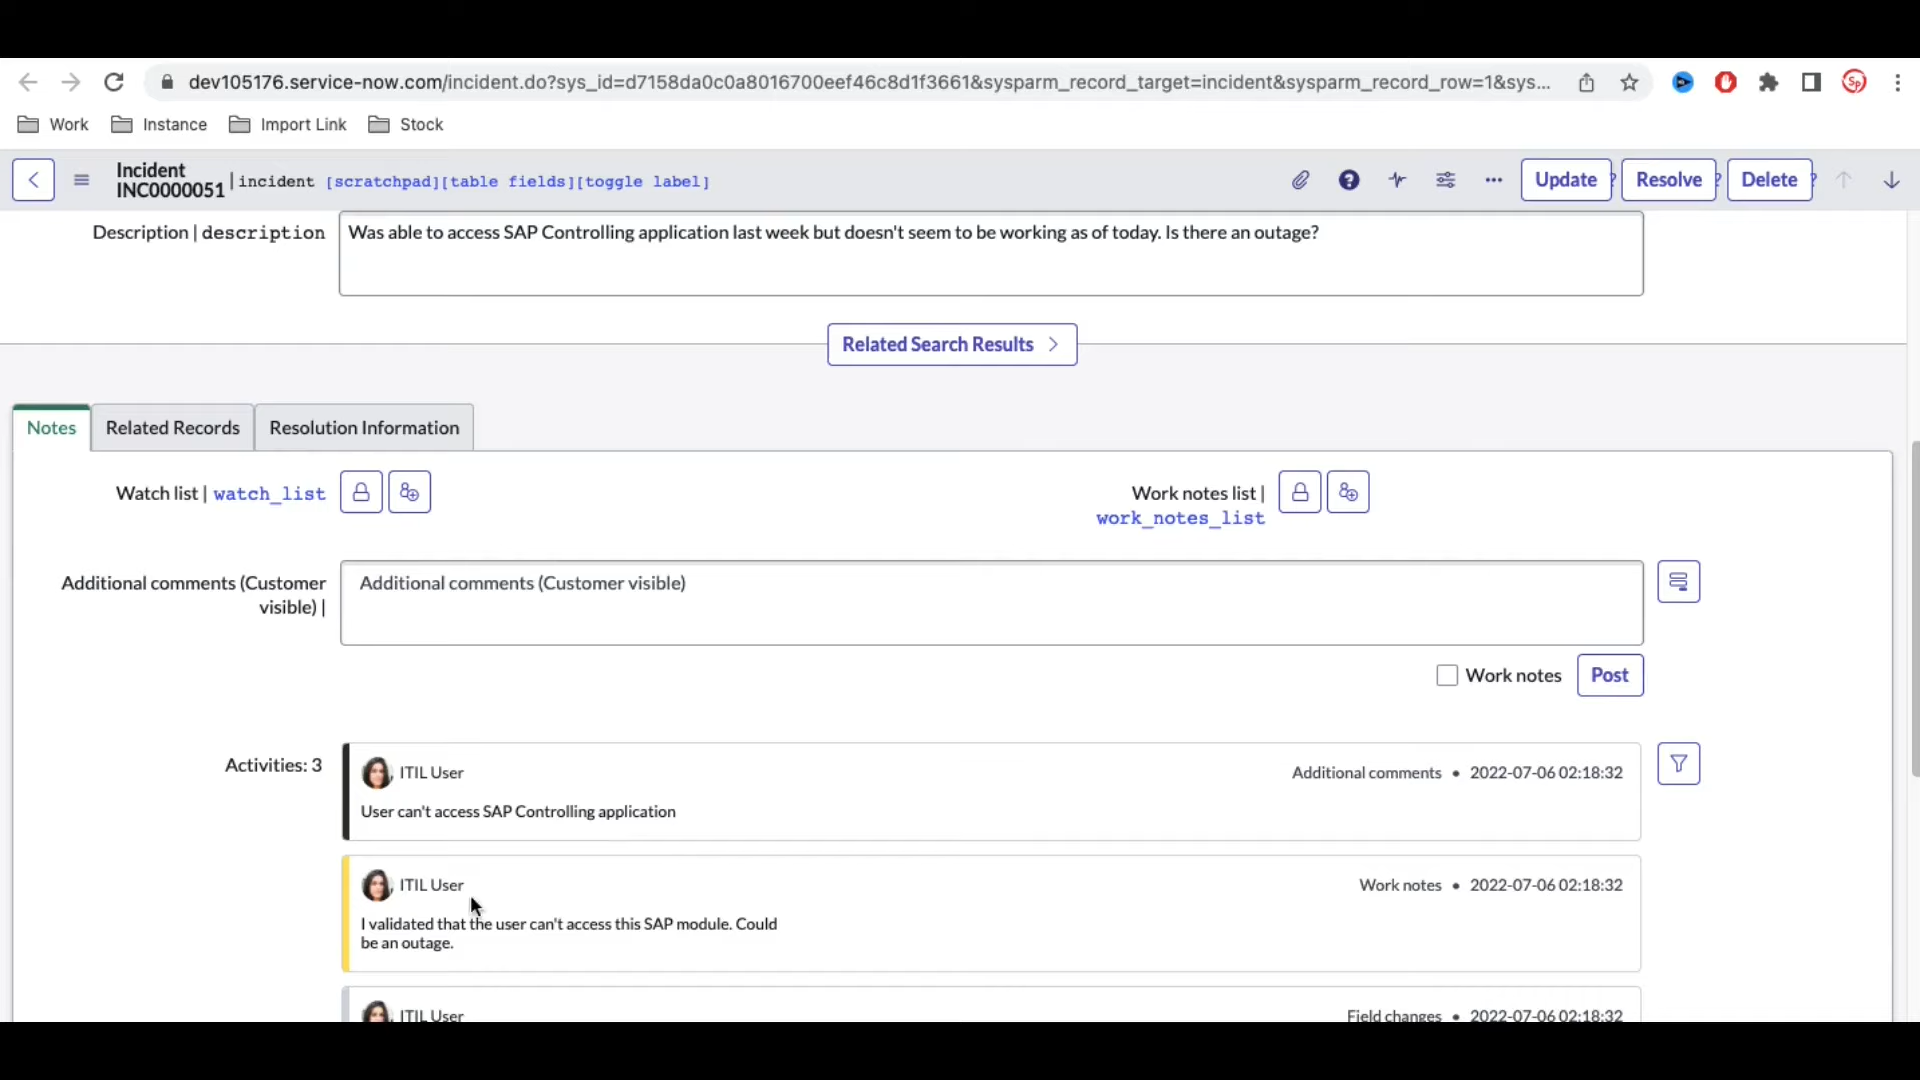 dev105176.service-now.com/incident.do?sys_id=d7158da0c0a8016700eef46c8d1f3661&sysparm_record_target=incident&sysparm_record_row=1&sys...
Sp
Work Instance Import Link Stock
Incident
INC0000051
| incident [scratchpad][table fields][toggle label]
Update ? Resolve ? Delete ?
Description | description
Was able to access SAP Controlling application last week but doesn't seem to be working as of today. Is there an outage?
Related Search Results
Notes Related Records Resolution Information
Watch list | watch_list
Work notes list |
work_notes_list
Additional comments (Customer
visible) |
Additional comments (Customer visible)
Work notes Post
Activities: 3
ITIL User Additional comments • 2022-07-06 02:18:32
User can't access SAP Controlling application
ITIL User Work notes • 2022-07-06 02:18:32
I validated that the user can't access this SAP module. Could
be an outage.
ITIL User Field changes • 2022-07-06 02:18:32